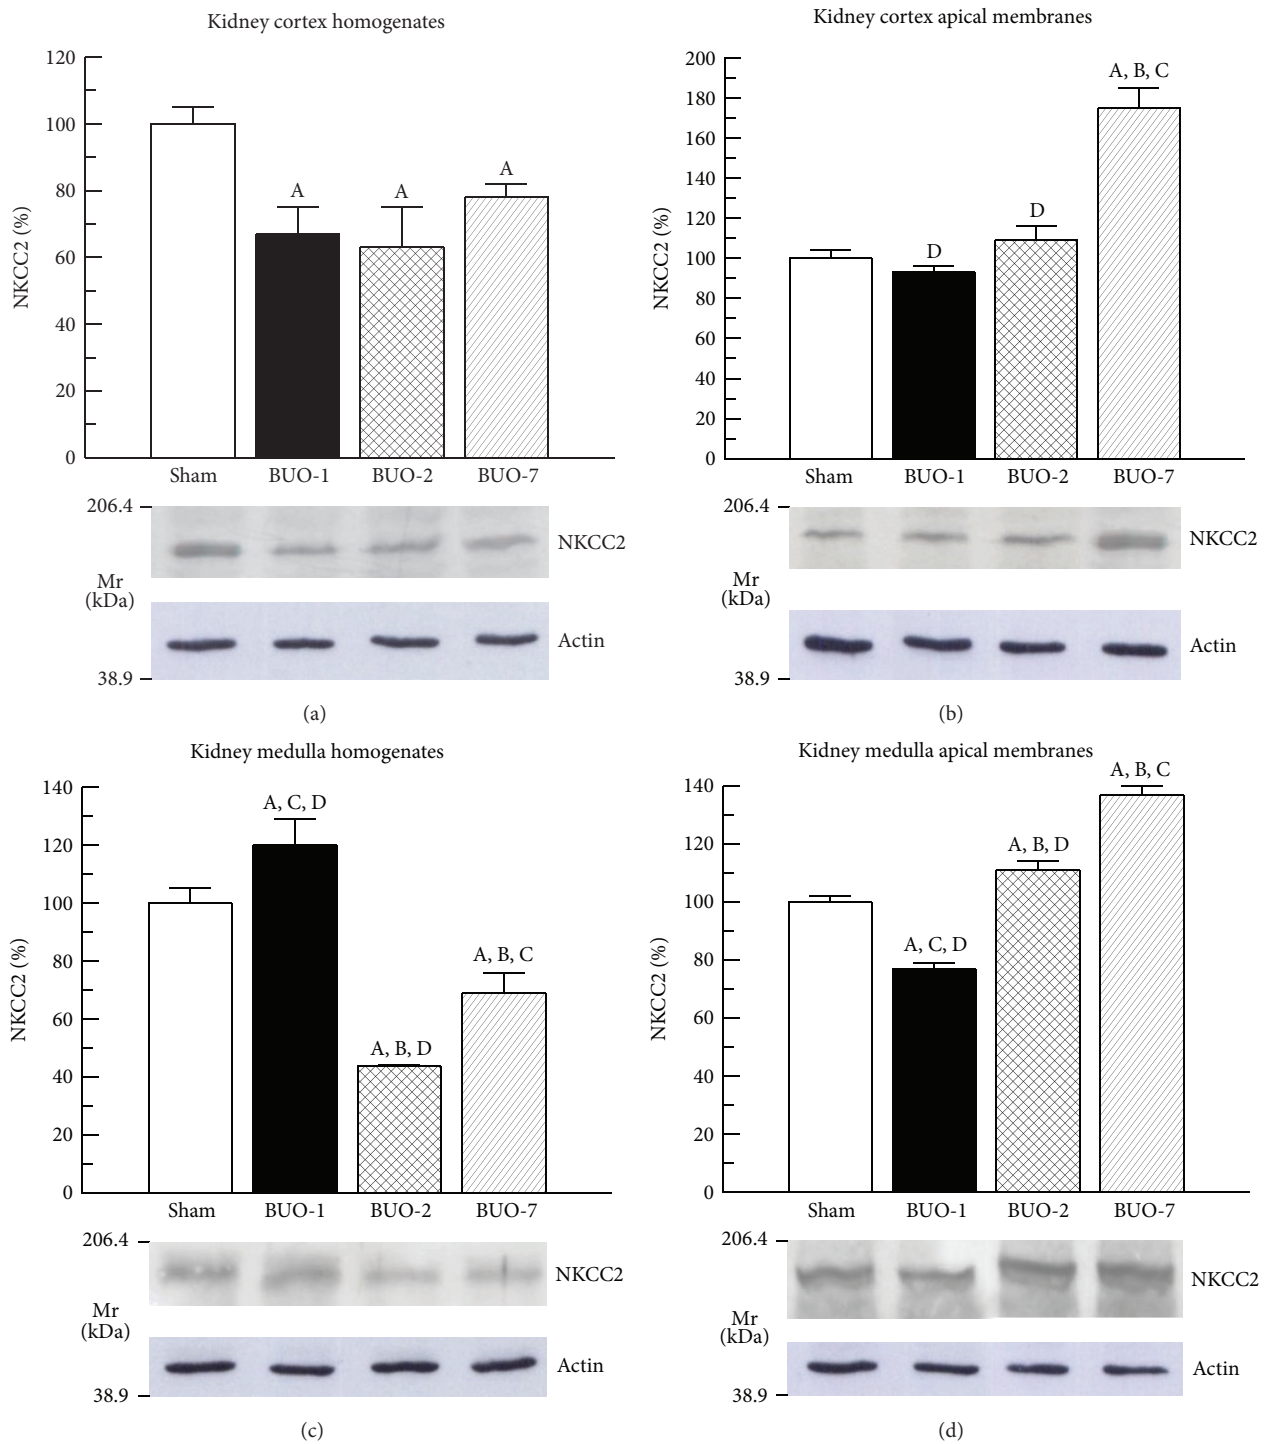 Kidney cortex homogenates
120
100
80
60
40
20
0
NKCC2 (%)
A
A
A
Sham BUO-1 BUO-2 BUO-7
206.4
NKCC2
Mr
(kDa)
Actin
38.9
(a)
Kidney cortex apical membranes
200
180
160
140
120
100
80
60
40
20
0
NKCC2 (%)
D
D
A, B, C
Sham BUO-1 BUO-2 BUO-7
206.4
NKCC2
Mr
(kDa)
Actin
38.9
(b)
Kidney medulla homogenates
140
120
100
80
60
40
20
0
NKCC2 (%)
A, C, D
A, B, D
A, B, C
Sham BUO-1 BUO-2 BUO-7
206.4
NKCC2
Mr
(kDa)
Actin
38.9
(c)
Kidney medulla apical membranes
140
120
100
80
60
40
20
0
NKCC2 (%)
A, C, D
A, B, D
A, B, C
Sham BUO-1 BUO-2 BUO-7
206.4
NKCC2
Mr
(kDa)
Actin
38.9
(d)